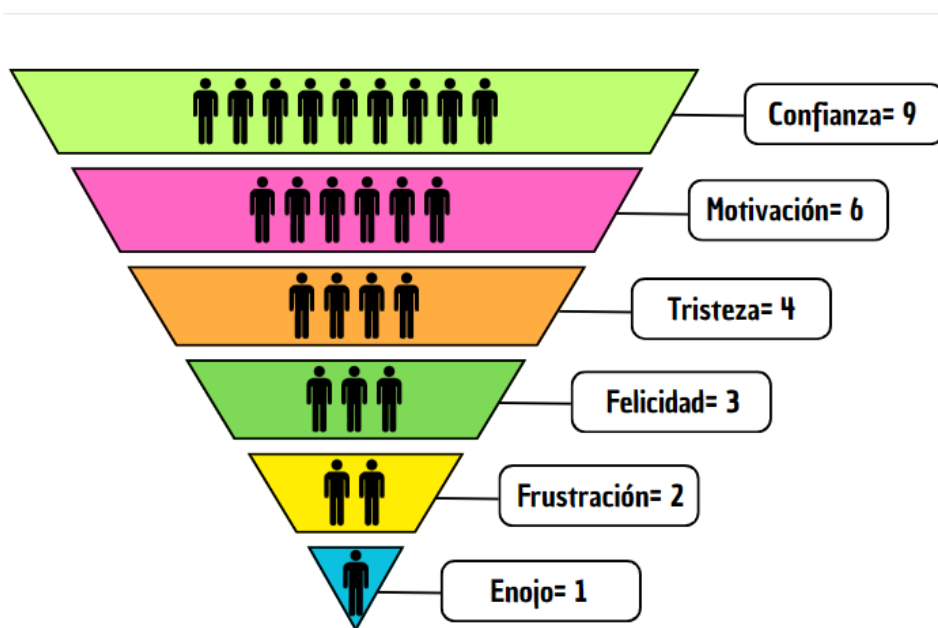 Confianza= 9
Motivación= 6
Tristeza= 4
Felicidad= 3
Frustración= 2
Enojo= 1